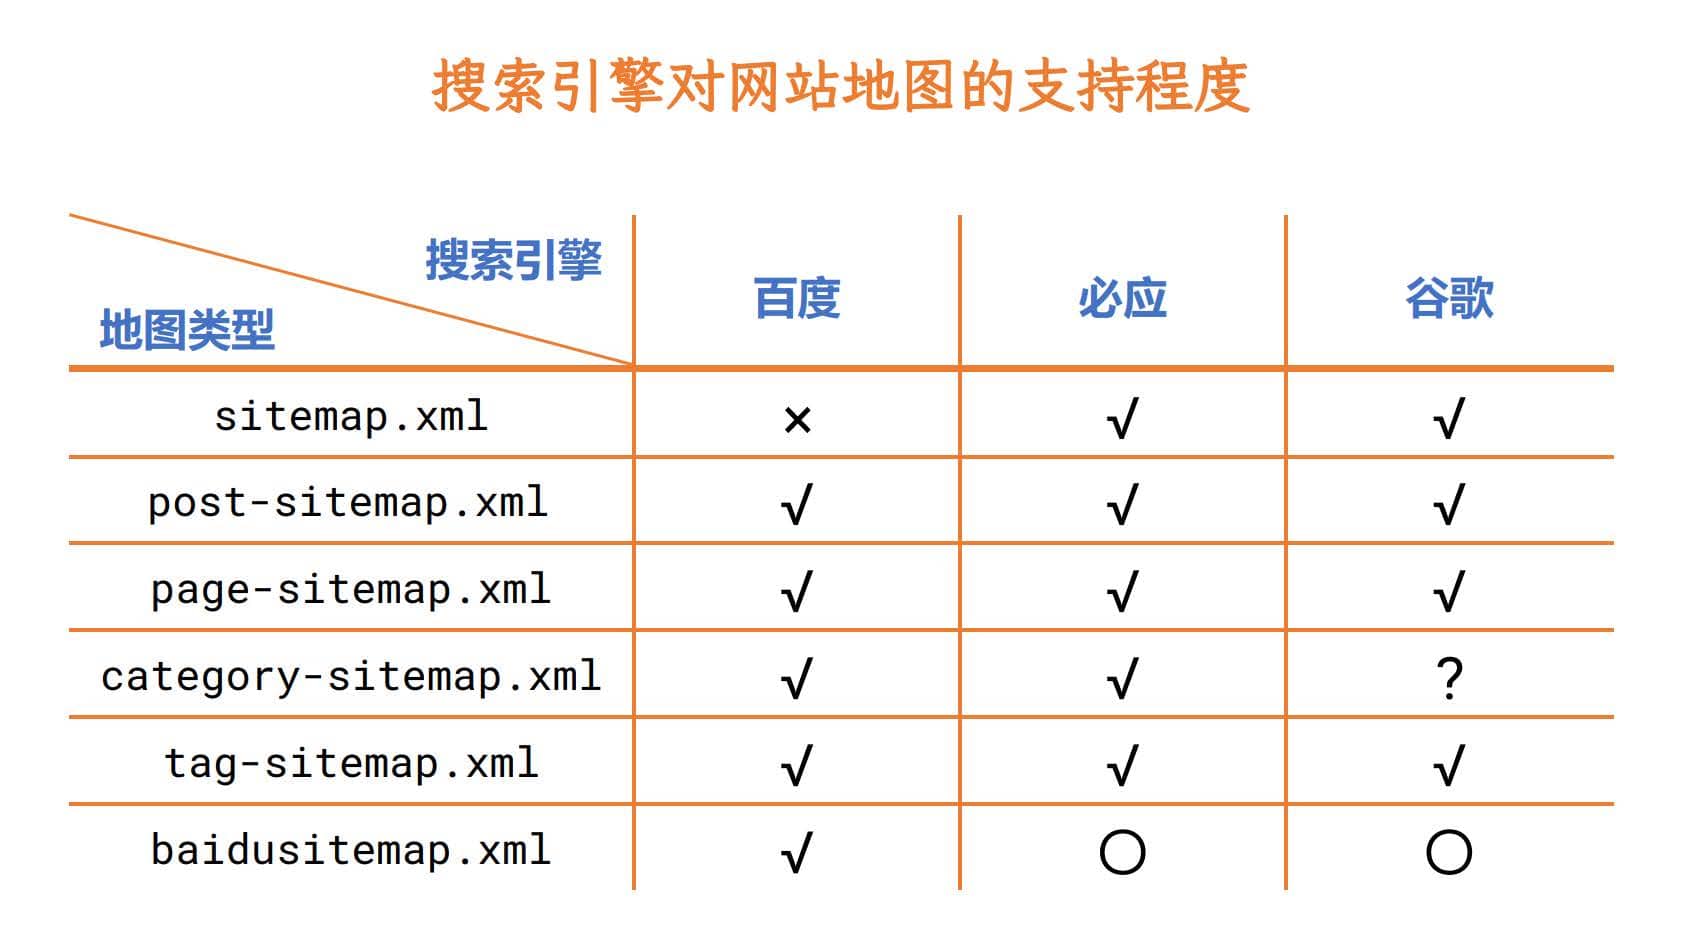 搜索引擎对网站地图的支持程度
搜索引擎
地图类型
百度 必应 谷歌
sitemap.xml × √ √
post-sitemap.xml √ √ √
page-sitemap.xml √ √ √
category-sitemap.xml √ √ ?
tag-sitemap.xml √ √ √
baidusitemap.xml √ ○ ○